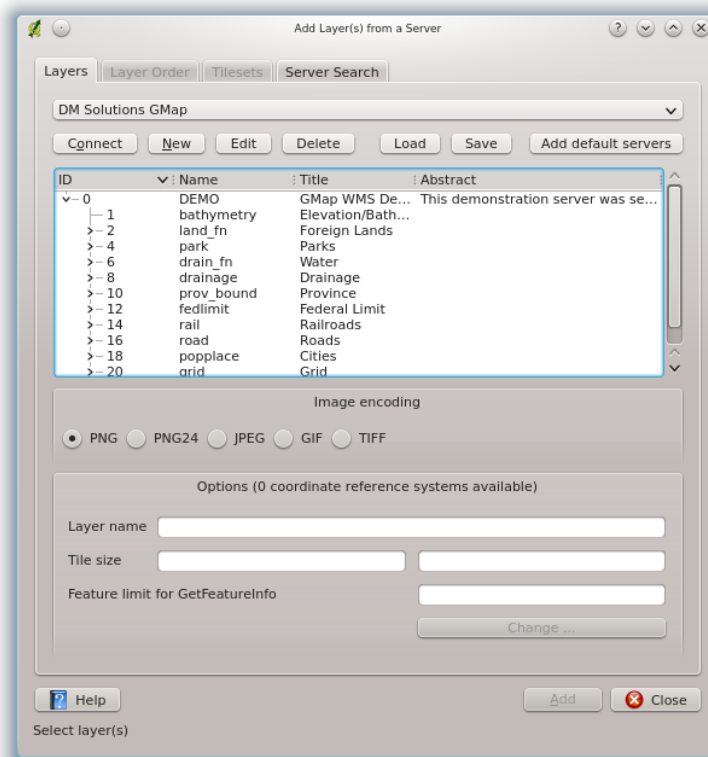 Add Layer(s) from a Server
Layers Layer Order Tilesets Server Search
DM Solutions GMap
Connect New Edit Delete Load Save Add default servers
ID Name Title Abstract
0 DEMO GMap WMS De... This demonstration server was se...
1 bathymetry Elevation/Bath...
2 land_fn Foreign Lands
4 park Parks
6 drain_fn Water
8 drainage Drainage
10 prov_bound Province
12 fedlimit Federal Limit
14 rail Railroads
16 road Roads
18 popplace Cities
20 grid Grid
Image encoding
PNG PNG24 JPEG GIF TIFF
Options (0 coordinate reference systems available)
Layer name
Tile size
Feature limit for GetFeatureInfo
Change ...
Help Add Close
Select layer(s)